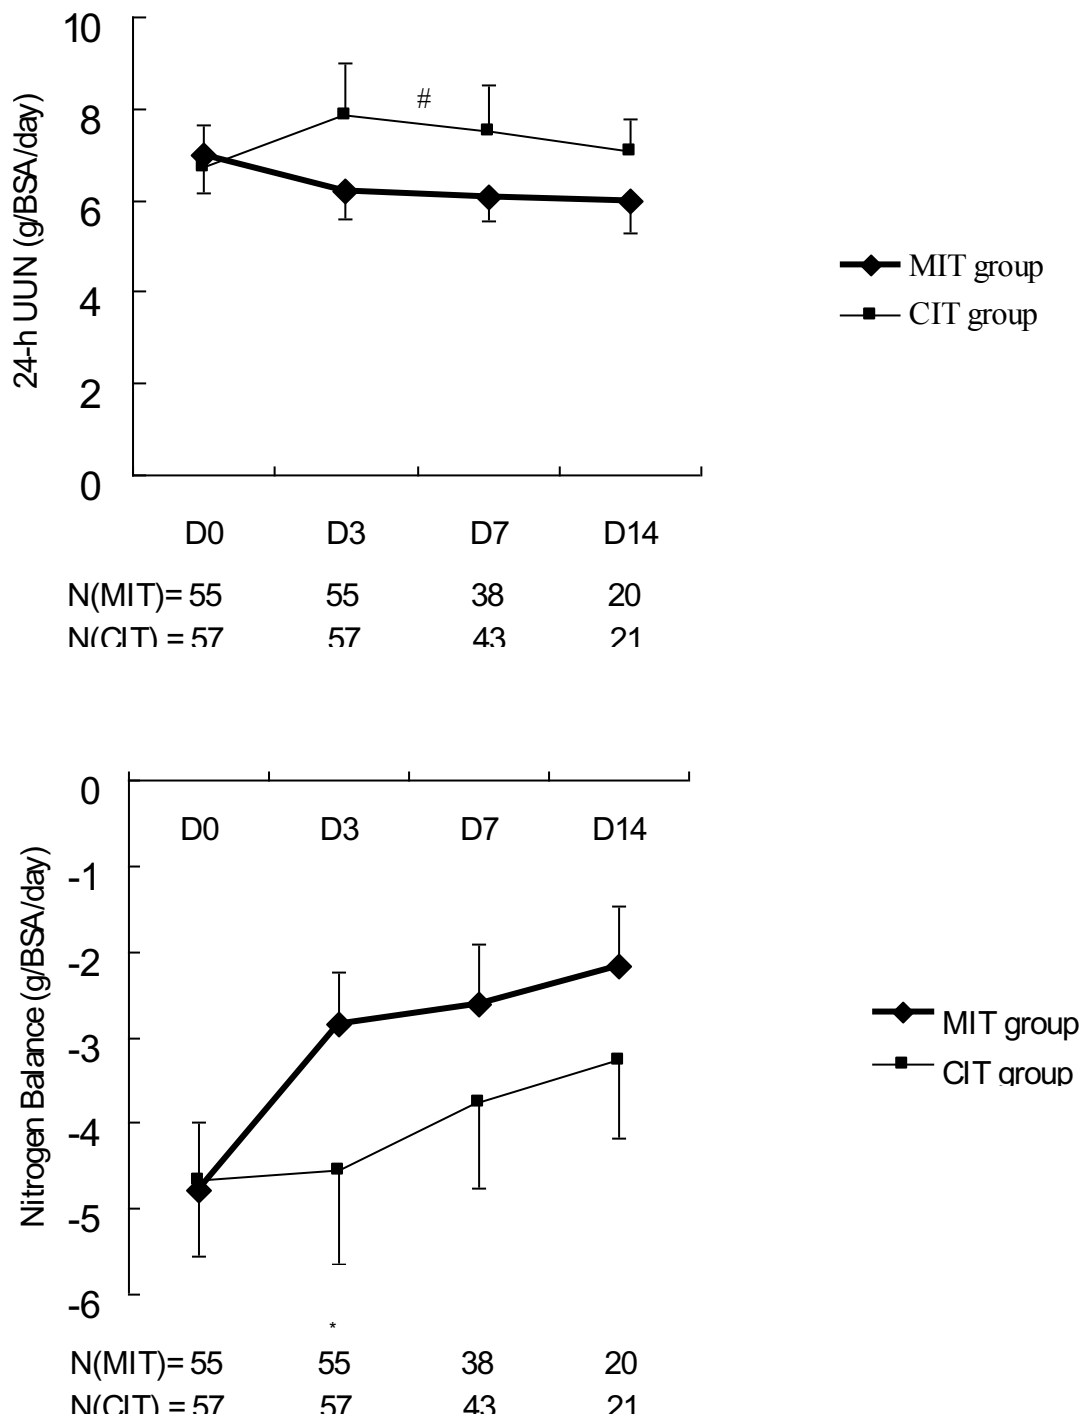 10
8
6
4
2
0
24-h UUN (g/BSA/day)
#
MIT group
CIT group
D0 D3 D7 D14
N(MIT)= 55 55 38 20
N(CIT) = 57 57 43 21
0
-1
-2
-3
-4
-5
-6
Nitrogen Balance (g/BSA/day)
D0 D3 D7 D14
MIT group
CIT group
*
N(MIT)= 55 55 38 20
N(CIT) = 57 57 43 21